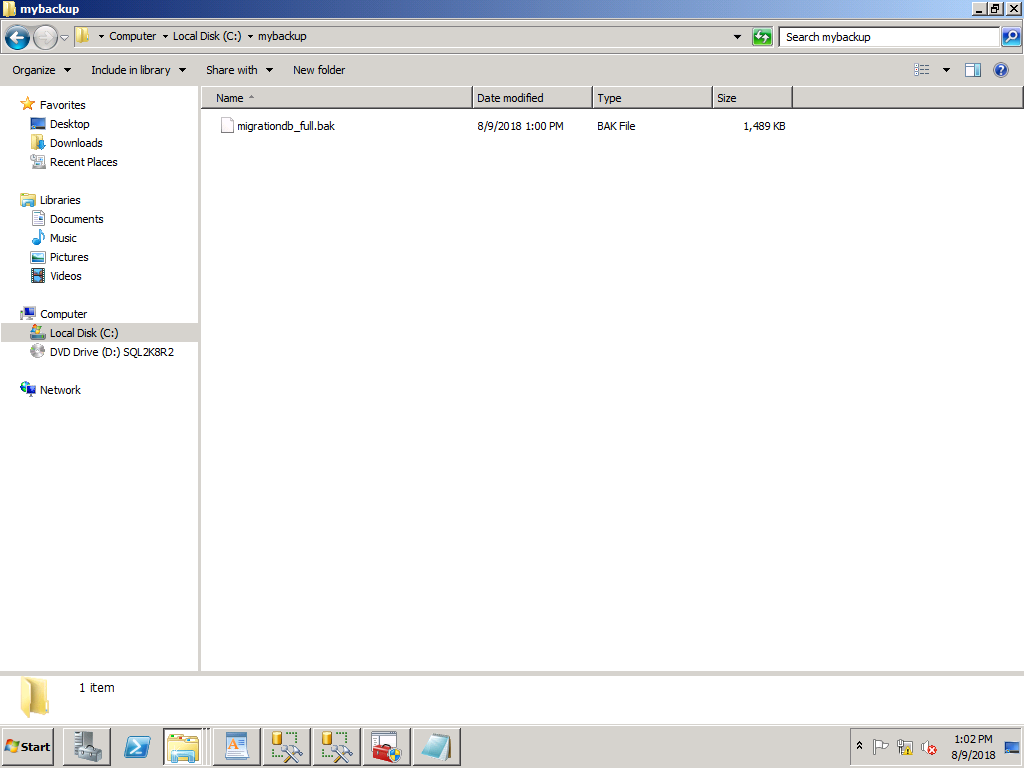 mybackup
Computer Local Disk (C:) mybackup
Search mybackup
Organize Include in library Share with New folder
Name Date modified Type Size
migrationdb_full.bak 8/9/2018 1:00 PM BAK File 1,489 KB
Favorites
Desktop
Downloads
Recent Places
Libraries
Documents
Music
Pictures
Videos
Computer
Local Disk (C:)
DVD Drive (D:) SQL2K8R2
Network
1 item
Start
1:02 PM
8/9/2018